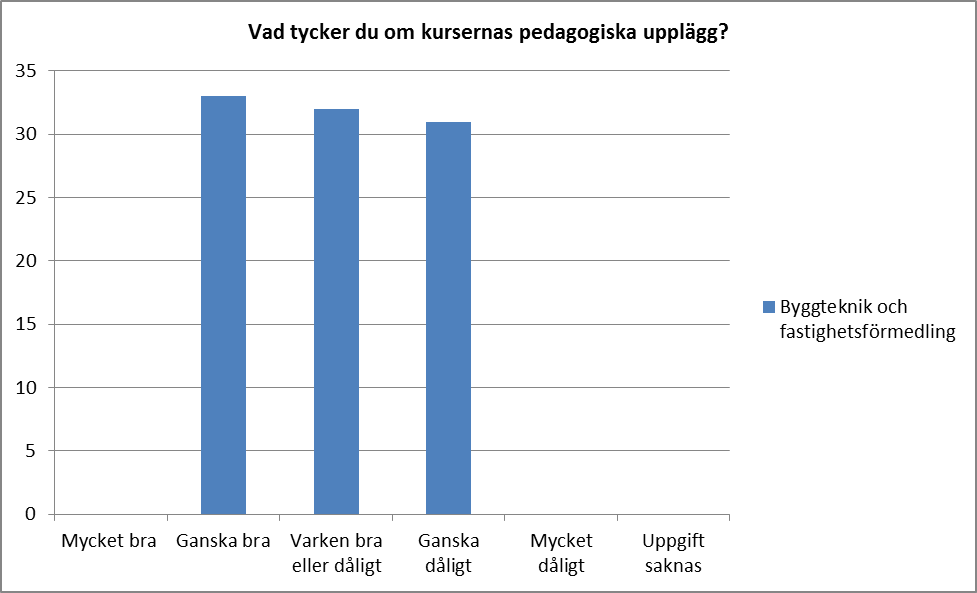 Vad tycker du om kursernas pedagogiska upplägg?
35
30
25
20
15
10
5
0
Mycket bra
Ganska bra
Varken bra
eller dåligt
Ganska
dåligt
Mycket
dåligt
Uppgift
saknas
Byggteknik och
fastighetsförmedling